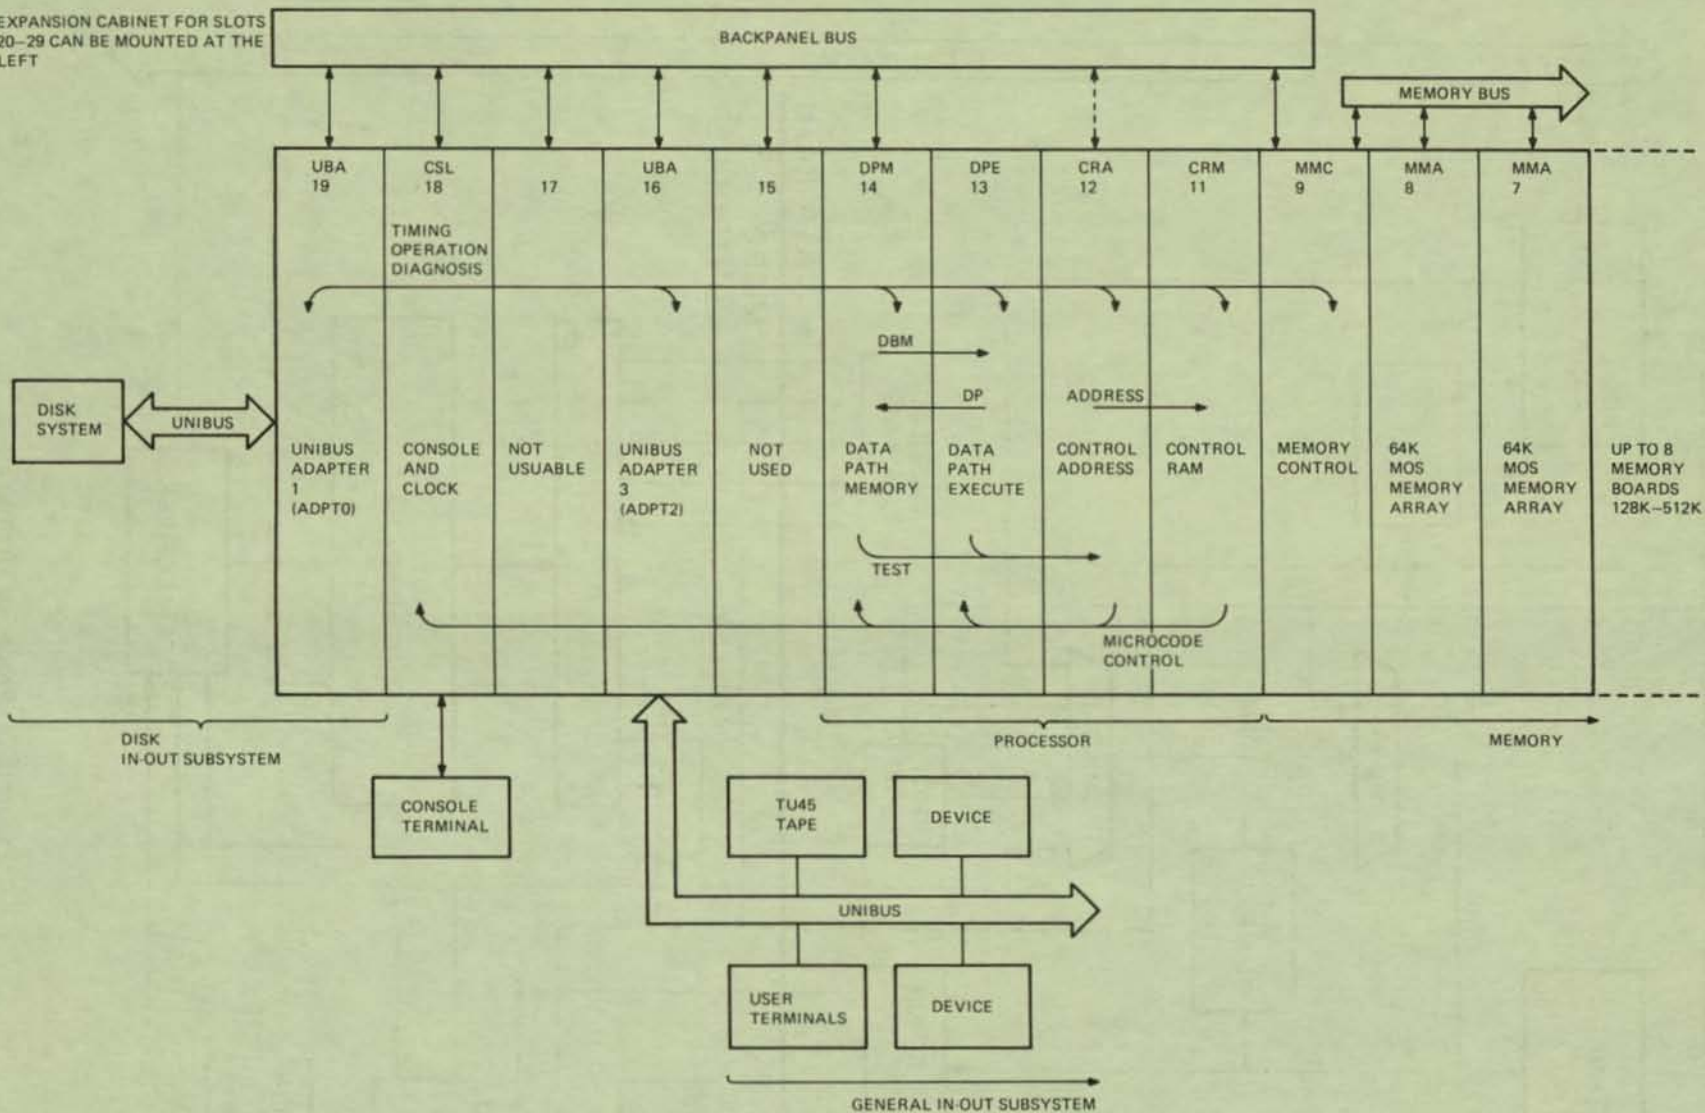 EXPANSION CABINET FOR SLOTS
20–29 CAN BE MOUNTED AT THE
LEFT
BACKPANEL BUS
MEMORY BUS
UBA
19
CSL
18
17
UBA
16
15
DPM
14
DPE
13
CRA
12
CRM
11
MMC
9
MMA
8
MMA
7
TIMING
OPERATION
DIAGNOSIS
DBM
DP
ADDRESS
DISK
SYSTEM
UNIBUS
UNIBUS
ADAPTER
1
(ADPT0)
CONSOLE
AND
CLOCK
NOT
USUABLE
UNIBUS
ADAPTER
3
(ADPT2)
NOT
USED
DATA
PATH
MEMORY
DATA
PATH
EXECUTE
CONTROL
ADDRESS
CONTROL
RAM
MEMORY
CONTROL
64K
MOS
MEMORY
ARRAY
64K
MOS
MEMORY
ARRAY
UP TO 8
MEMORY
BOARDS
128K–512K
TEST
MICROCODE
CONTROL
DISK
IN-OUT SUBSYSTEM
PROCESSOR
MEMORY
CONSOLE
TERMINAL
TU45
TAPE
DEVICE
UNIBUS
USER
TERMINALS
DEVICE
GENERAL IN-OUT SUBSYSTEM